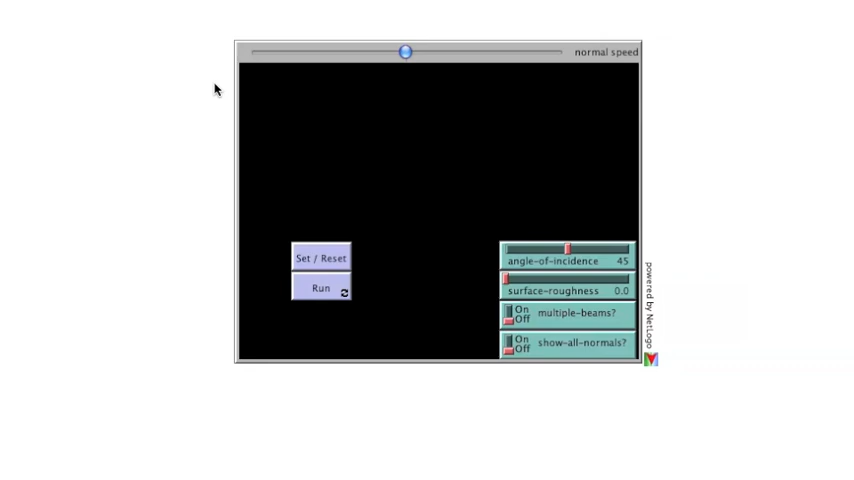 normal speed
Set / Reset
Run
angle-of-incidence 45
surface-roughness 0.0
On
Off
multiple-beams?
On
Off
show-all-normals?
powered by NetLogo